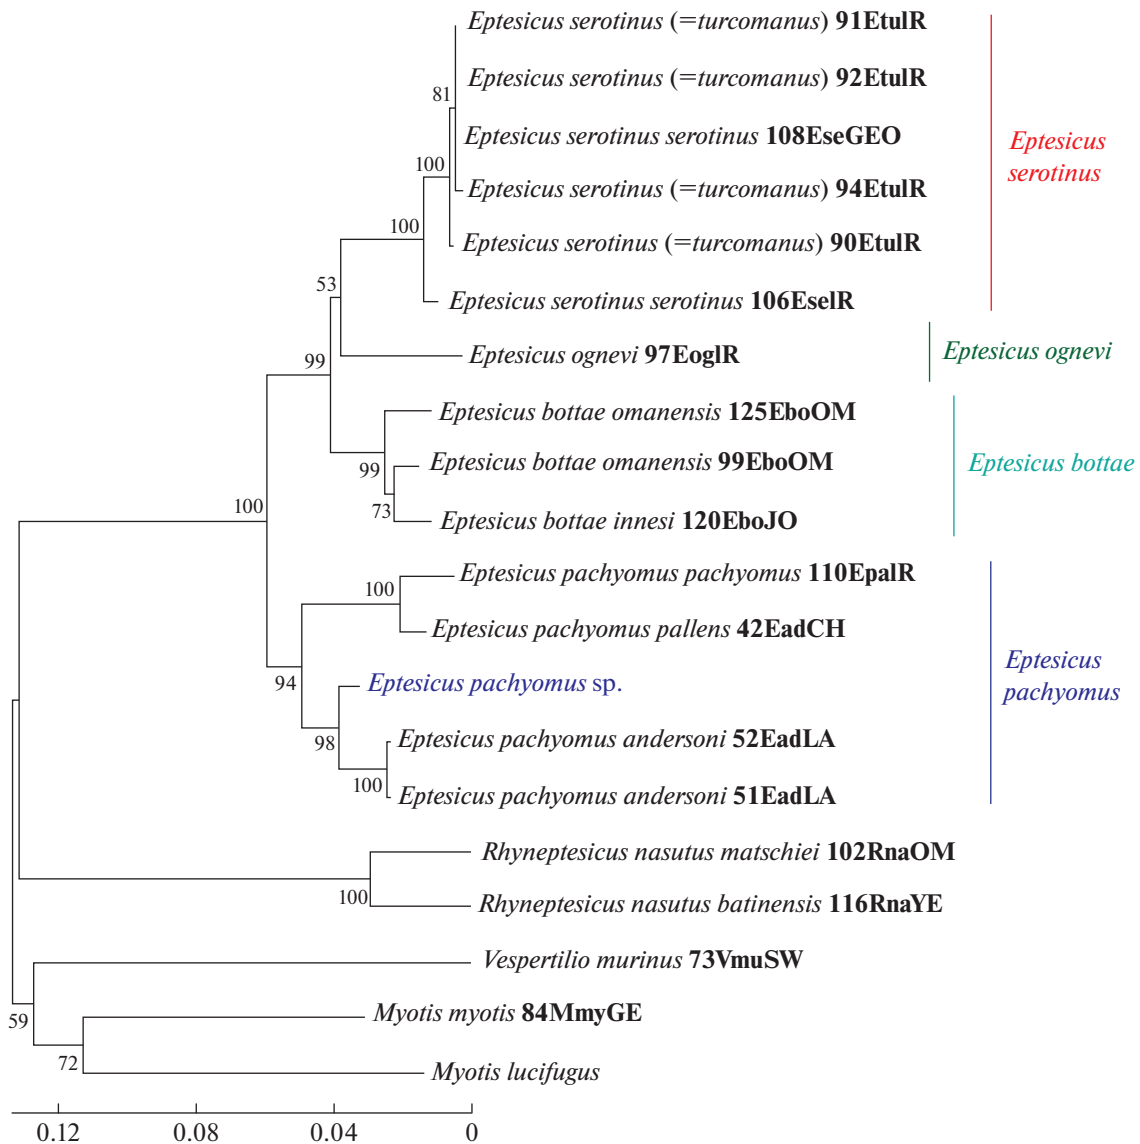 Eptesicus serotinus (=turcomanus) 91EtulR
Eptesicus serotinus (=turcomanus) 92EtulR
81
Eptesicus serotinus serotinus 108EseGEO
Eptesicus
serotinus
100
Eptesicus serotinus (=turcomanus) 94EtulR
100
Eptesicus serotinus (=turcomanus) 90EtulR
53
Eptesicus serotinus serotinus 106EselR
99
Eptesicus ognevi 97EoglR
Eptesicus ognevi
Eptesicus bottae omanensis 125EboOM
99
Eptesicus bottae omanensis 99EboOM
Eptesicus bottae
100
73
Eptesicus bottae innesi 120EboJO
Eptesicus pachyomus pachyomus 110EpalR
100
Eptesicus pachyomus pallens 42EadCH
Eptesicus
pachyomus
94
Eptesicus pachyomus sp.
98
Eptesicus pachyomus andersoni 52EadLA
100
Eptesicus pachyomus andersoni 51EadLA
Rhyneptesicus nasutus matschiei 102RnaOM
100
Rhyneptesicus nasutus batinensis 116RnaYE
Vespertilio murinus 73VmuSW
59
Myotis myotis 84MmyGE
72
Myotis lucifugus
0.12 0.08 0.04 0